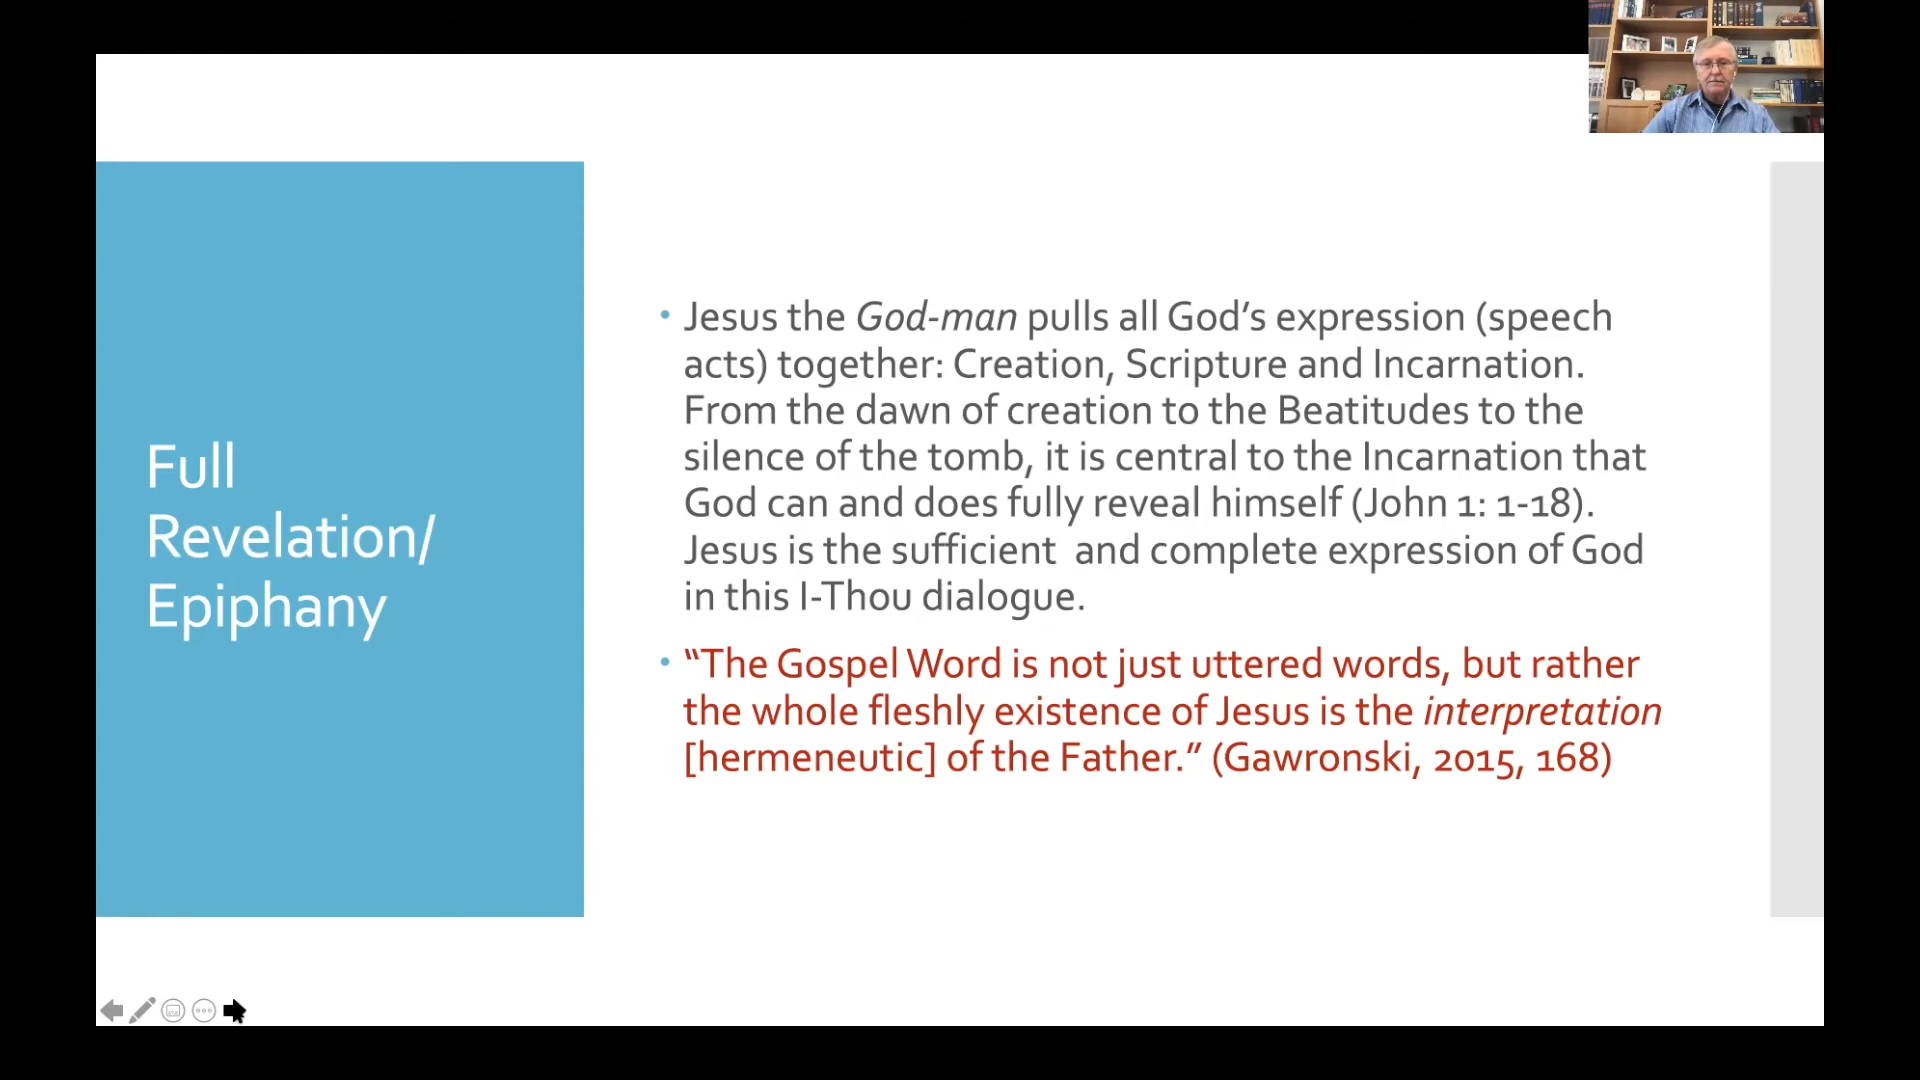 Full
Revelation/
Epiphany
• Jesus the God-man pulls all God’s expression (speech
acts) together: Creation, Scripture and Incarnation.
From the dawn of creation to the Beatitudes to the
silence of the tomb, it is central to the Incarnation that
God can and does fully reveal himself (John 1: 1-18).
Jesus is the sufficient  and complete expression of God
in this I-Thou dialogue.
• “The Gospel Word is not just uttered words, but rather
the whole fleshly existence of Jesus is the interpretation
[hermeneutic] of the Father.” (Gawronski, 2015, 168)